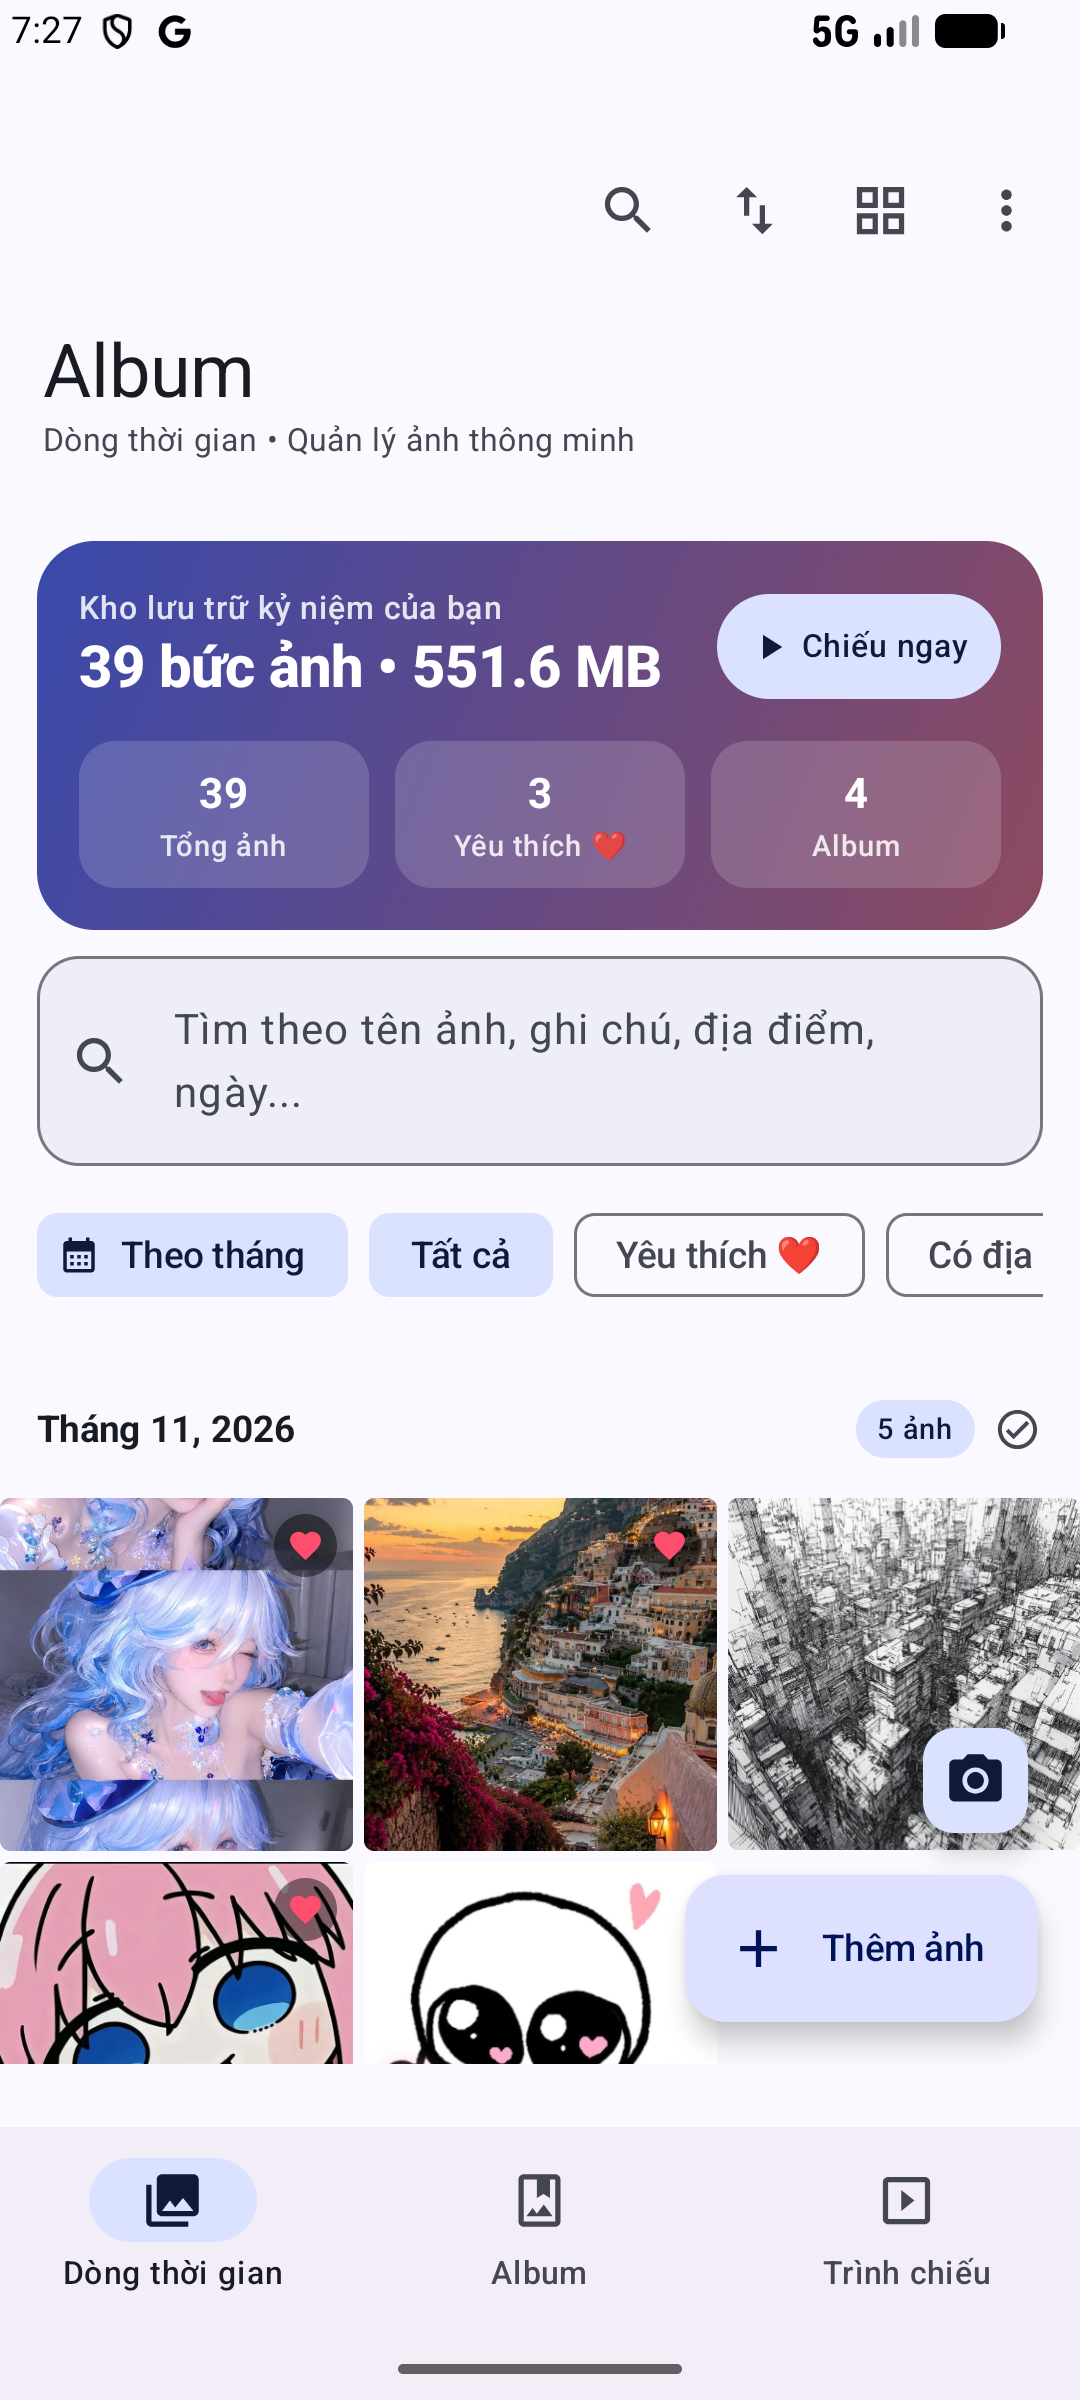 7:27
5G
Album
Dòng thời gian • Quản lý ảnh thông minh
Kho lưu trữ kỷ niệm của bạn
39 bức ảnh • 551.6 MB
Chiếu ngay
39
Tổng ảnh
3
Yêu thích ❤️
4
Album
Tìm theo tên ảnh, ghi chú, địa điểm,
ngày...
Theo tháng
Tất cả
Yêu thích ❤️
Có địa
Tháng 11, 2026
5 ảnh
Thêm ảnh
Dòng thời gian
Album
Trình chiếu